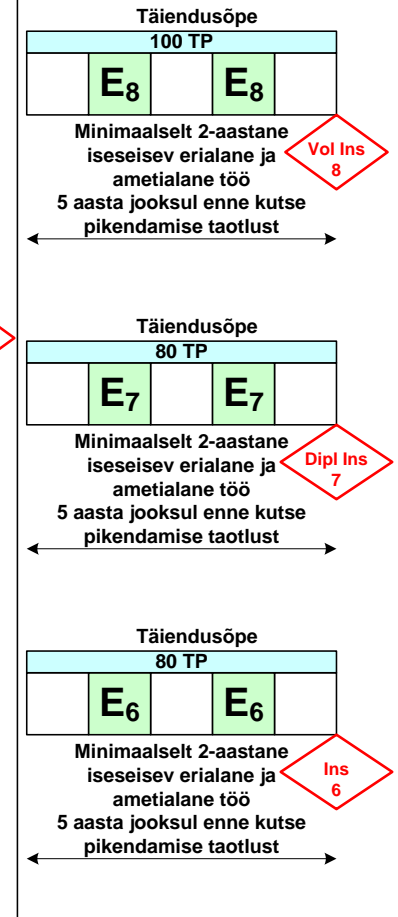 Täiendusõpe
100 TP
E8 E8
Minimaalselt 2-aastane
iseseisev erialane ja
ametialane töö
5 aasta jooksul enne kutse
pikendamise taotlust
Vol Ins
8
Täiendusõpe
80 TP
E7 E7
Minimaalselt 2-aastane
iseseisev erialane ja
ametialane töö
5 aasta jooksul enne kutse
pikendamise taotlust
Dipl Ins
7
Täiendusõpe
80 TP
E6 E6
Minimaalselt 2-aastane
iseseisev erialane ja
ametialane töö
5 aasta jooksul enne kutse
pikendamise taotlust
Ins
6